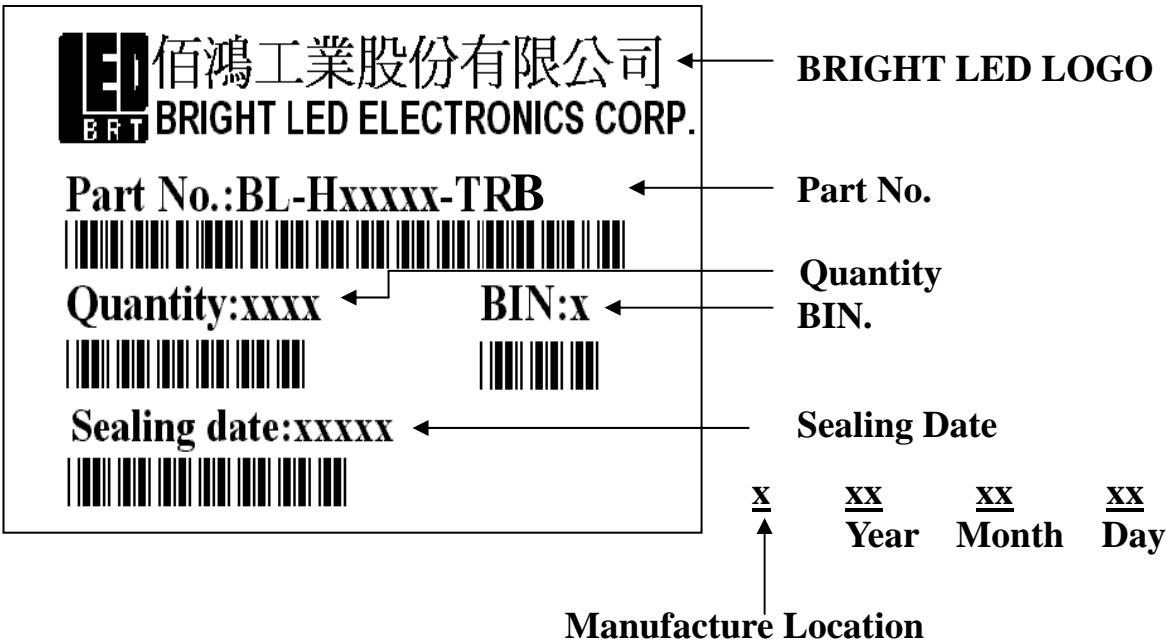 LED 佰鴻工業股份有限公司
BRT BRIGHT LED ELECTRONICS CORP.
BRIGHT LED LOGO
Part No.:BL-Hxxxxx-TRB
Part No.
Quantity:xxxx
BIN:x
Quantity
BIN.
Sealing date:xxxxx
Sealing Date
x xx xx xx
Year Month Day
Manufacture Location